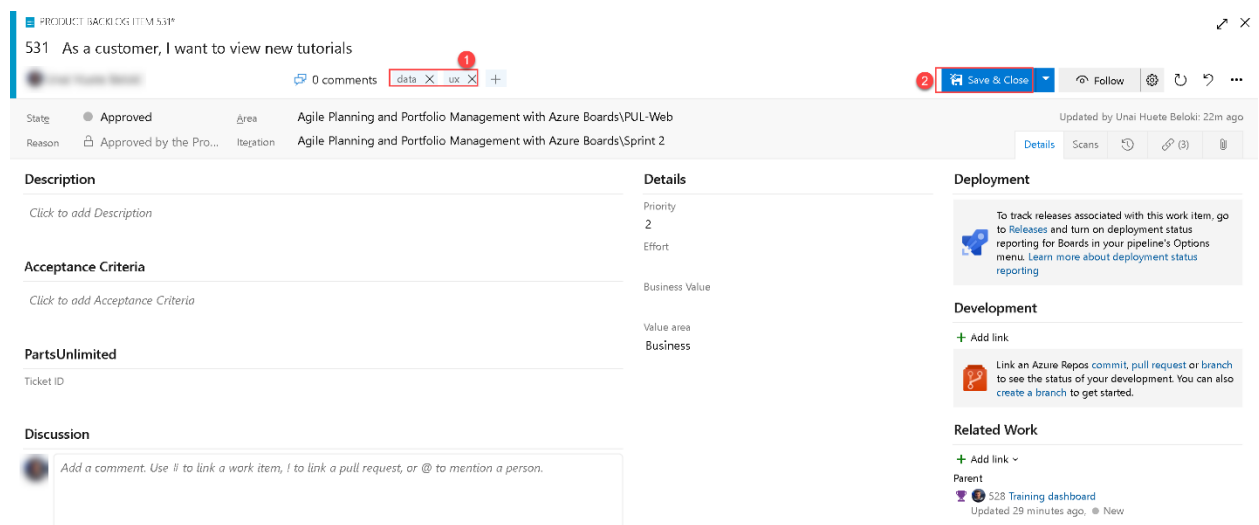 PRODUCT BACKLOG ITEM 531*
531 As a customer, I want to view new tutorials
1
0 comments data ux
2 Save & Close Follow
State Approved Area Agile Planning and Portfolio Management with Azure Boards\PUL-Web Updated by Unai Huete Beloki: 22m ago
Reason Approved by the Pro... Iteration Agile Planning and Portfolio Management with Azure Boards\Sprint 2
Details Scans (3)
Description
Click to add Description
Acceptance Criteria
Click to add Acceptance Criteria
PartsUnlimited
Ticket ID
Discussion
Add a comment. Use # to link a work item, ! to link a pull request, or @ to mention a person.
Details
Priority
2
Effort
Business Value
Value area
Business
Deployment
To track releases associated with this work item, go
to Releases and turn on deployment status
reporting for Boards in your pipeline's Options
menu. Learn more about deployment status
reporting
Development
+ Add link
Link an Azure Repos commit, pull request or branch
to see the status of your development. You can also
create a branch to get started.
Related Work
+ Add link
Parent
528 Training dashboard
Updated 29 minutes ago, New